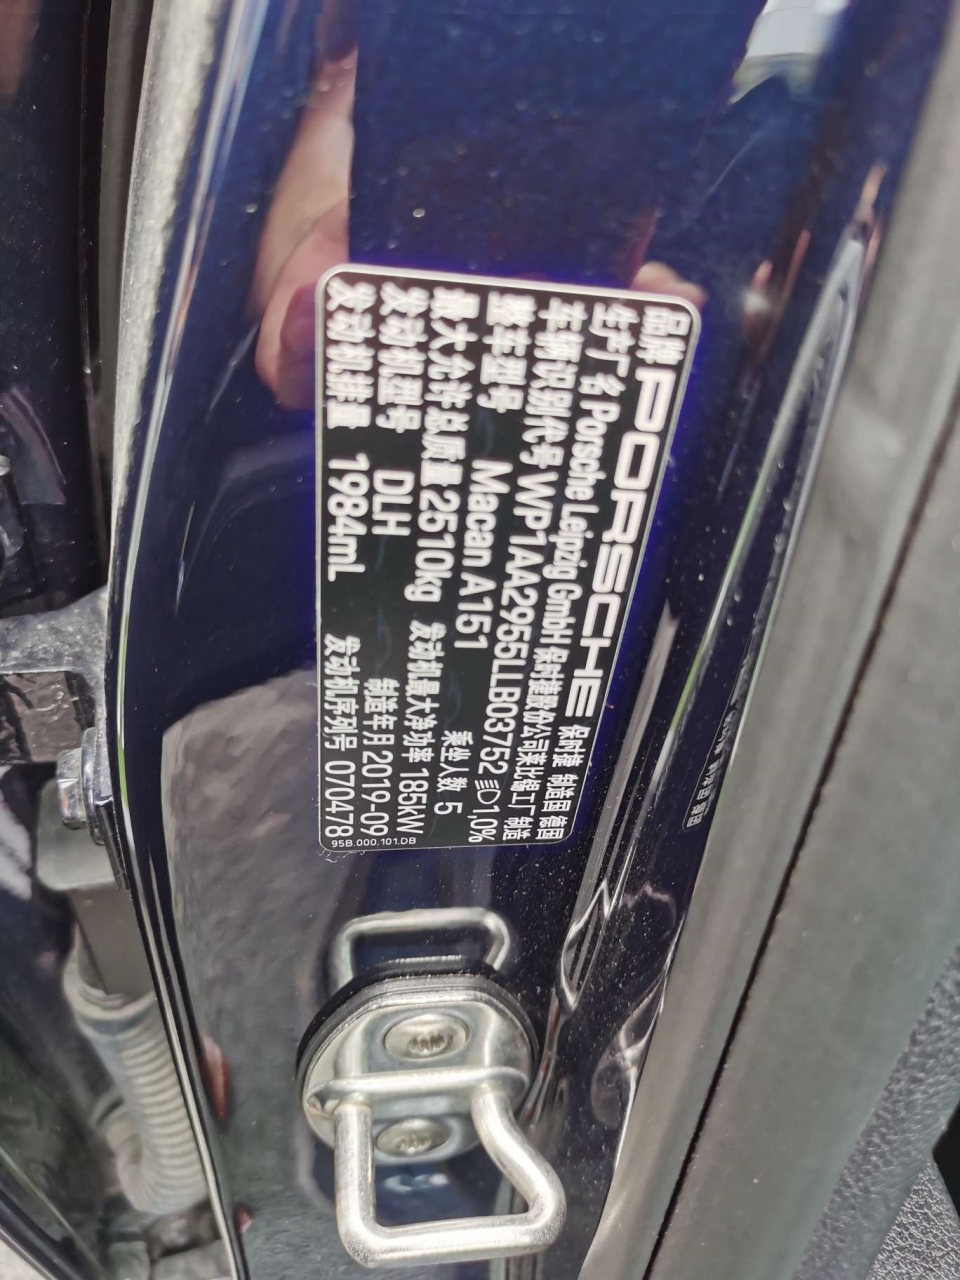 品牌 PORSCHE 保时捷 制造国 德国
生产厂名 Porsche Leipzig GmbH 保时捷股份公司莱比锡工厂制造
车辆识别代号 WP1AA2955LLB03752 1,0%
整车型号 Macan A151 乘坐人数 5
最大允许总质量 2510kg 发动机最大净功率 185kW
发动机型号 DLH 制造年月 2019-09
发动机排量 1984mL 发动机序列号 070478
95B.000.101.DB